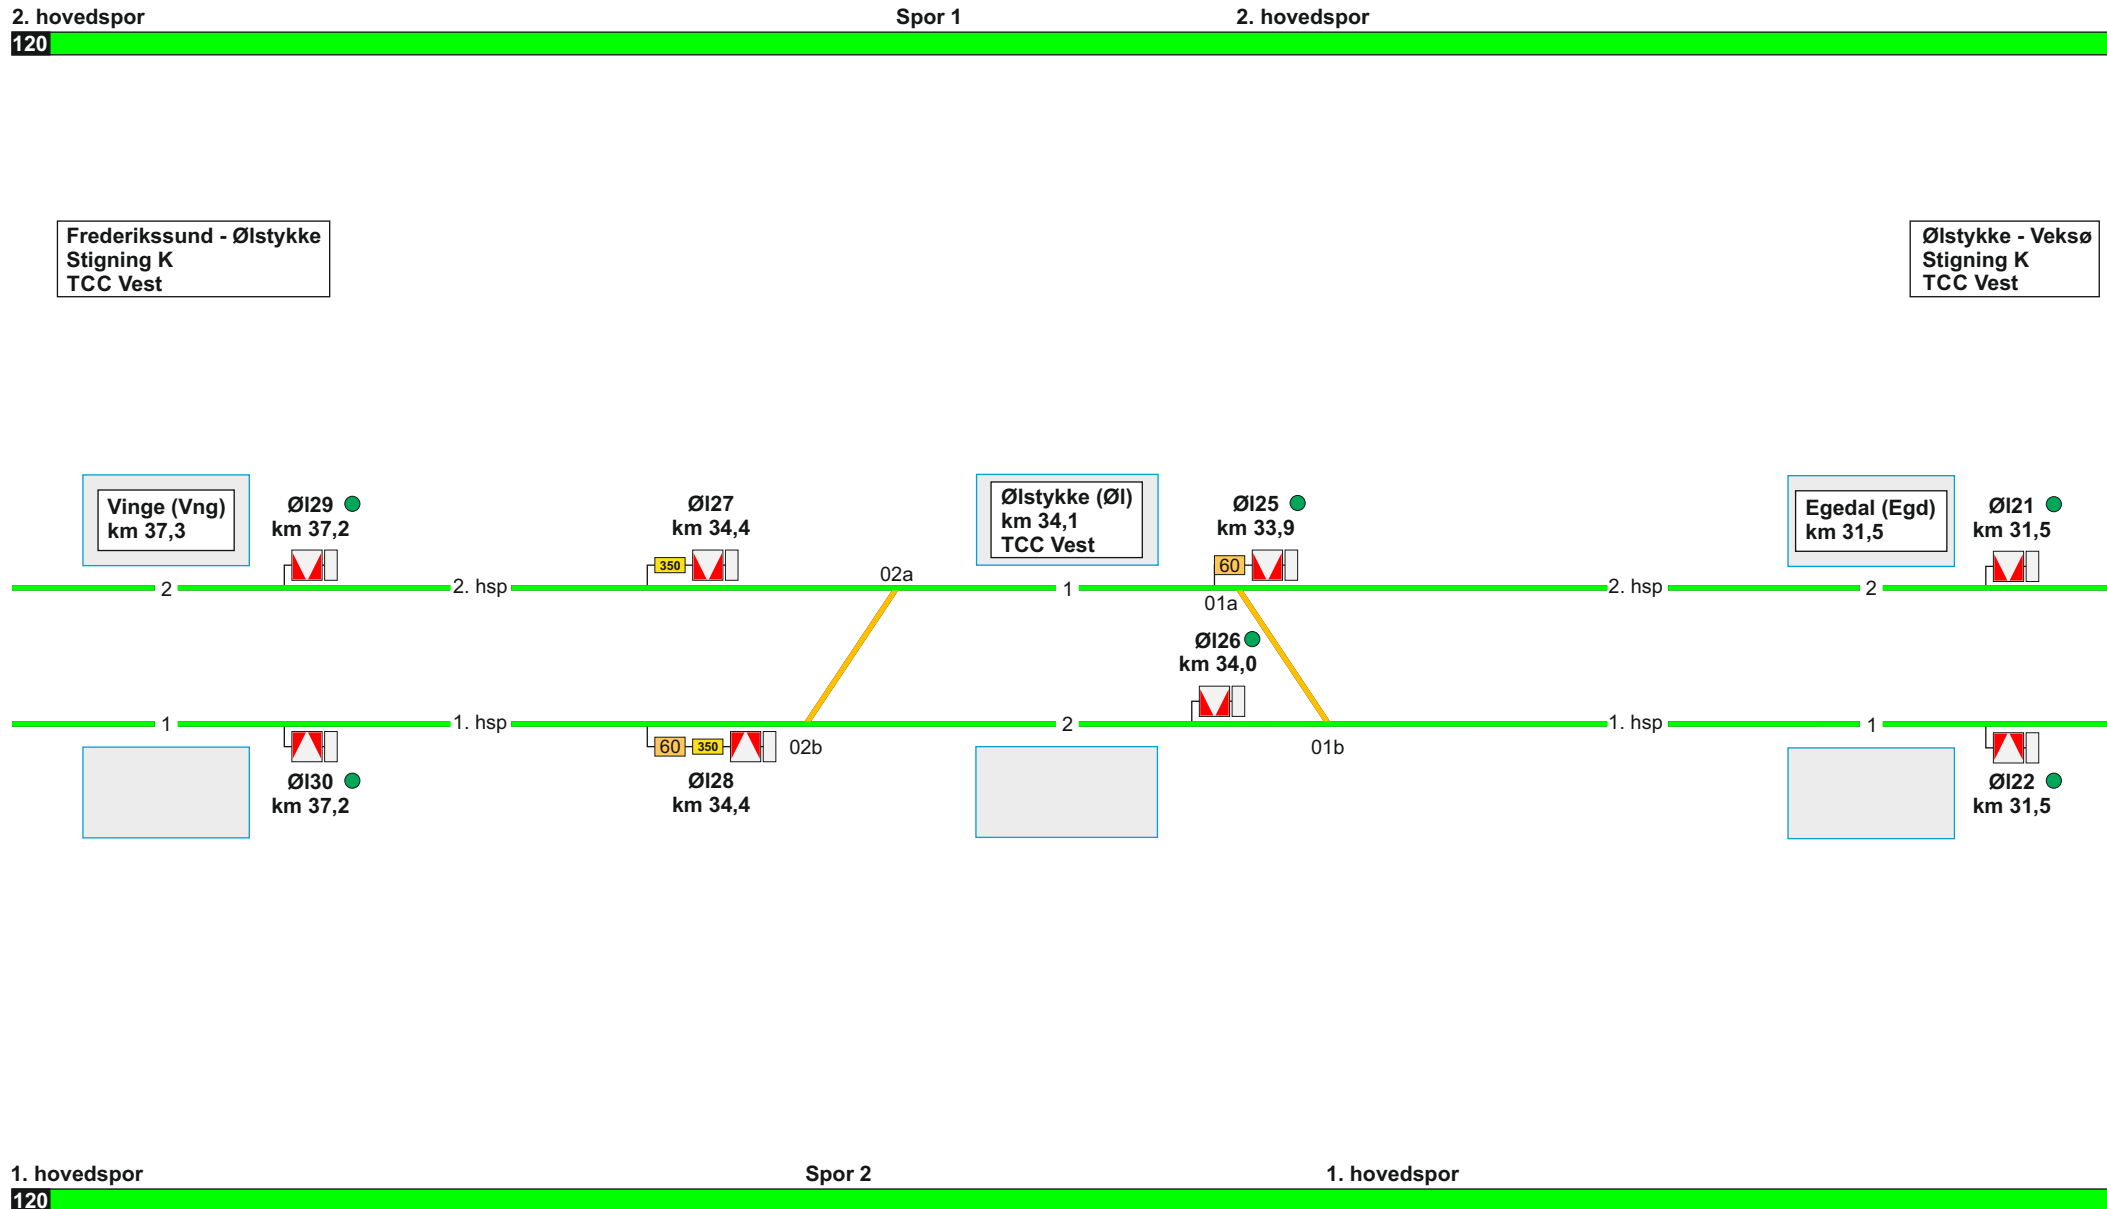 2. hovedspor
Spor 1
2. hovedspor
120
Frederikssund - Ølstykke
Stigning K
TCC Vest
Ølstykke - Veksø
Stigning K
TCC Vest
Vinge (Vng)
km 37,3
Øl29
km 37,2
Øl27
km 34,4
Ølstykke (Øl)
km 34,1
TCC Vest
Øl25
km 33,9
Egedal (Egd)
km 31,5
Øl21
km 31,5
350
60
02a
2
2. hsp
1
2. hsp
2
01a
Øl26
km 34,0
1
1. hsp
2
1. hsp
1
60
350
02b
01b
Øl30
km 37,2
Øl28
km 34,4
Øl22
km 31,5
1. hovedspor
Spor 2
1. hovedspor
120